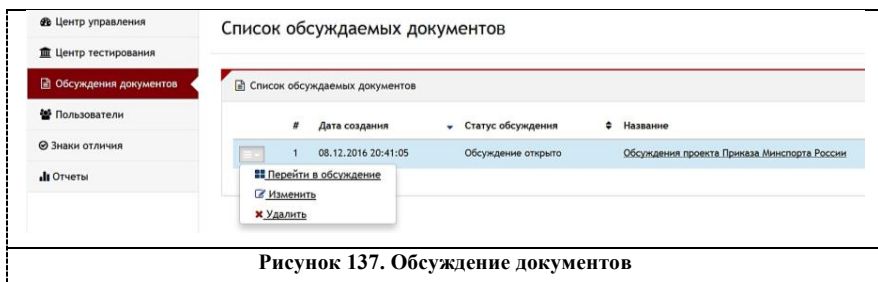 Центр управления
Центр тестирования
Обсуждения документов
Пользователи
Знаки отличия
Отчеты
Список обсуждаемых документов
Список обсуждаемых документов
# Дата создания Статус обсуждения Название
1 08.12.2016 20:41:05 Обсуждение открыто Обсуждения проекта Приказа Минспорта России
Перейти в обсуждение
Изменить
Удалить
Рисунок 137. Обсуждение документов